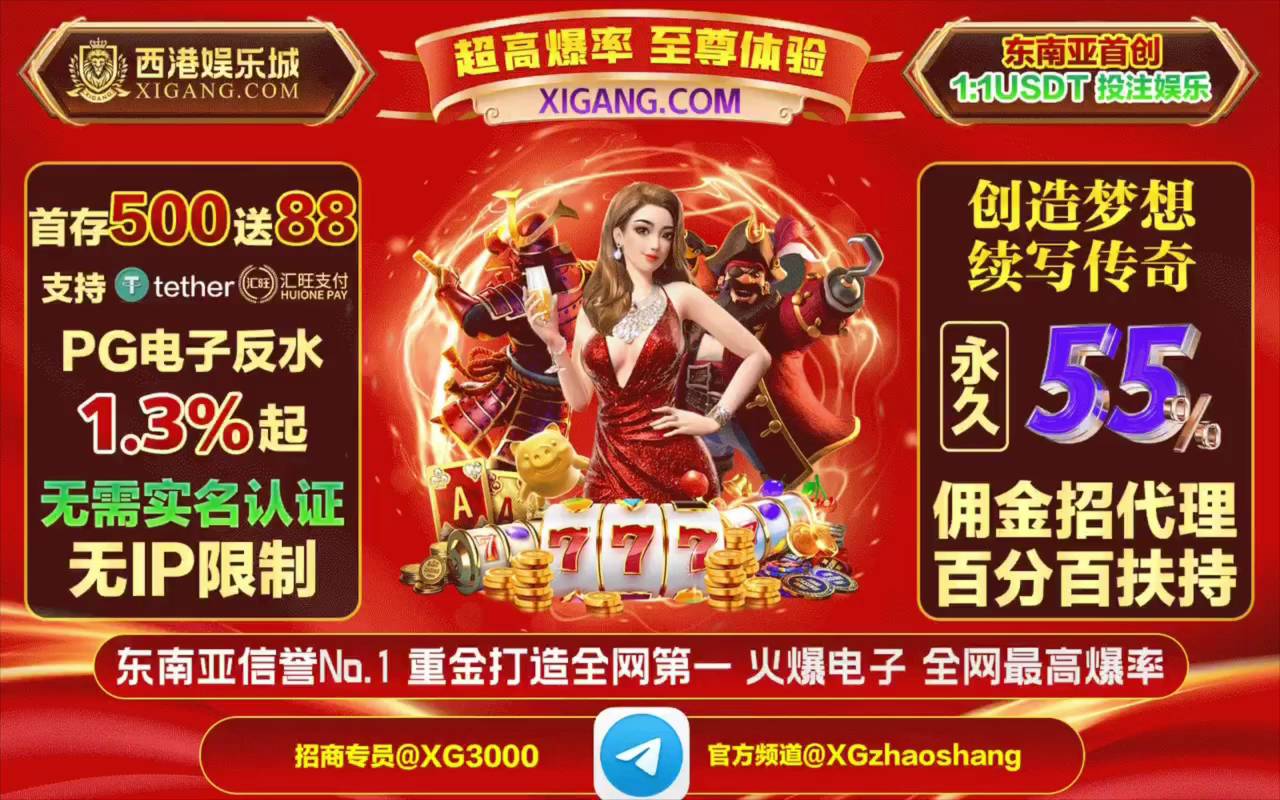 西港娱乐城
XIGANG.COM
XIGANG
超高爆率 至尊体验
XIGANG.COM
东南亚首创
1:1USDT 投注娱乐
首存500送88
支持 tether 汇旺 汇旺支付
HUIONE PAY
PG电子反水
1.3%起
无需实名认证
无IP限制
A
7
777
创造梦想
续写传奇
永久 55%
佣金招代理
百分百扶持
东南亚信誉No.1 重金打造全网第一 火爆电子 全网最高爆率
招商专员@XG3000
官方频道@XGzhaoshang